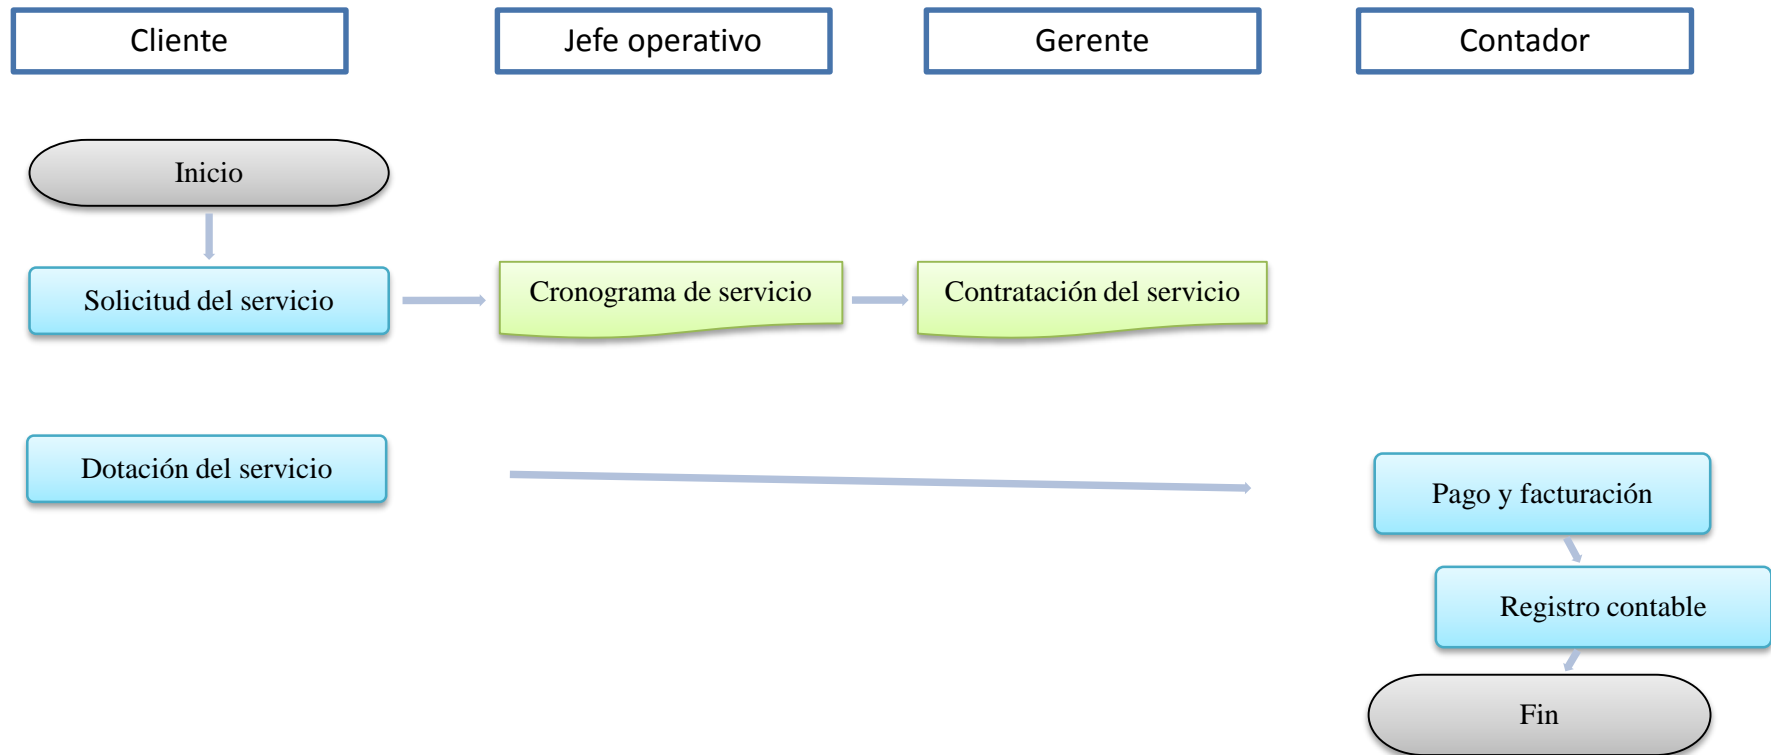 Cliente
Jefe operativo
Gerente
Contador
Inicio
Solicitud del servicio
Cronograma de servicio
Contratación del servicio
Dotación del servicio
Pago y facturación
Registro contable
Fin